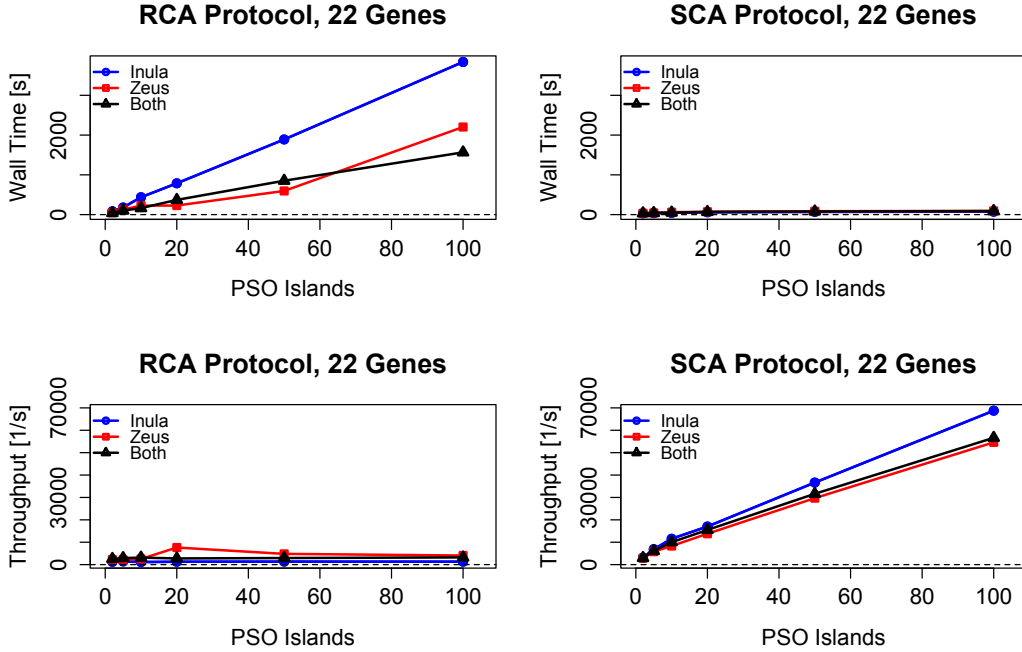 RCA Protocol, 22 Genes
Wall Time [s]
2000
0
Inula
Zeus
Both
0 20 40 60 80 100
PSO Islands
SCA Protocol, 22 Genes
Wall Time [s]
2000
0
Inula
Zeus
Both
0 20 40 60 80 100
PSO Islands
RCA Protocol, 22 Genes
Throughput [1/s]
70000
30000
0
Inula
Zeus
Both
0 20 40 60 80 100
PSO Islands
SCA Protocol, 22 Genes
Throughput [1/s]
70000
30000
0
Inula
Zeus
Both
0 20 40 60 80 100
PSO Islands